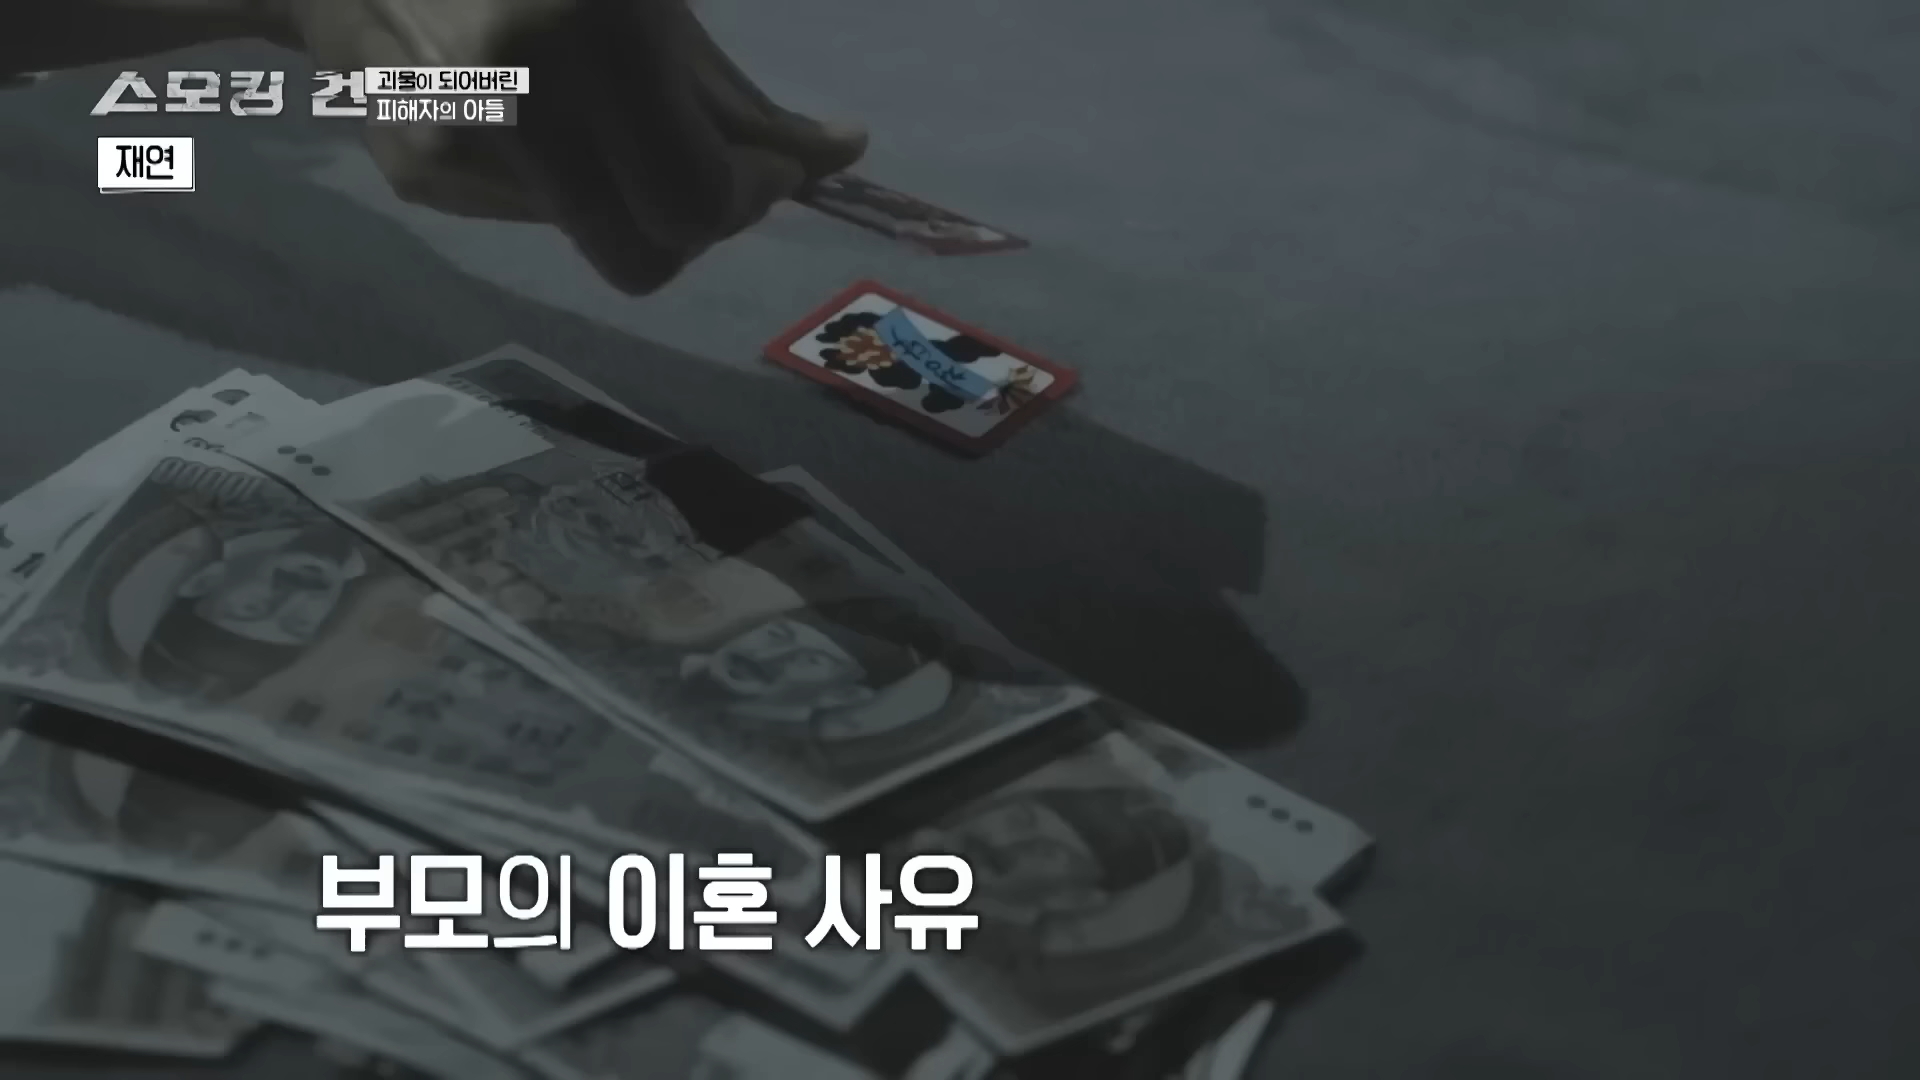 스모킹 건
괴물이 되어버린
피해자의 아들
재연
부모의 이혼 사유